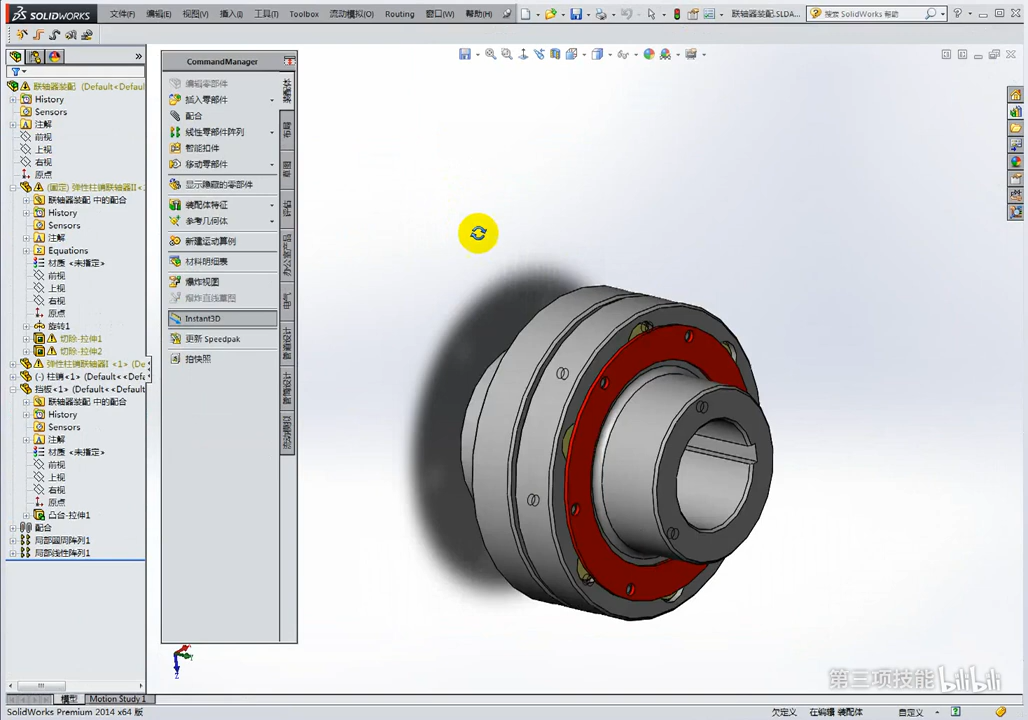 SOLIDWORKS 文件(F) 编辑(E) 视图(V) 插入(I) 工具(T) Toolbox 流动模拟(O) Routing 窗口(W) 帮助(H) 联轴器装配.SLDA... 搜索 SolidWorks 帮助
联轴器装配 (Default<Defaul
History
Sensors
注解
前视
上视
右视
原点
(固定) 弹性柱销联轴器II<
联轴器装配 中的配合
History
Sensors
注解
Equations
材质 <未指定>
前视
上视
右视
原点
旋转1
切除-拉伸1
切除-拉伸2
弹性柱销联轴器I <1> (De
(-) 柱销<1> (Default<<Defa
挡板<1> (Default<<Default
联轴器装配 中的配合
History
Sensors
注解
材质 <未指定>
前视
上视
右视
原点
凸台-拉伸1
配合
局部圆周阵列1
局部线性阵列1
CommandManager
编辑零部件
插入零部件
配合
线性零部件阵列
智能扣件
移动零部件
显示隐藏的零部件
装配体特征
参考几何体
新建运动算例
材料明细表
爆炸视图
爆炸直线草图
Instant3D
更新 Speedpak
拍快照
装配体
布局
草图
评估
办公室产品
电气
管道设计
管筒设计
流动模拟
Z
第三项技能 bilibili
模型 Motion Study 1
SolidWorks Premium 2014 x64 版 欠定义 在编辑 装配体 自定义